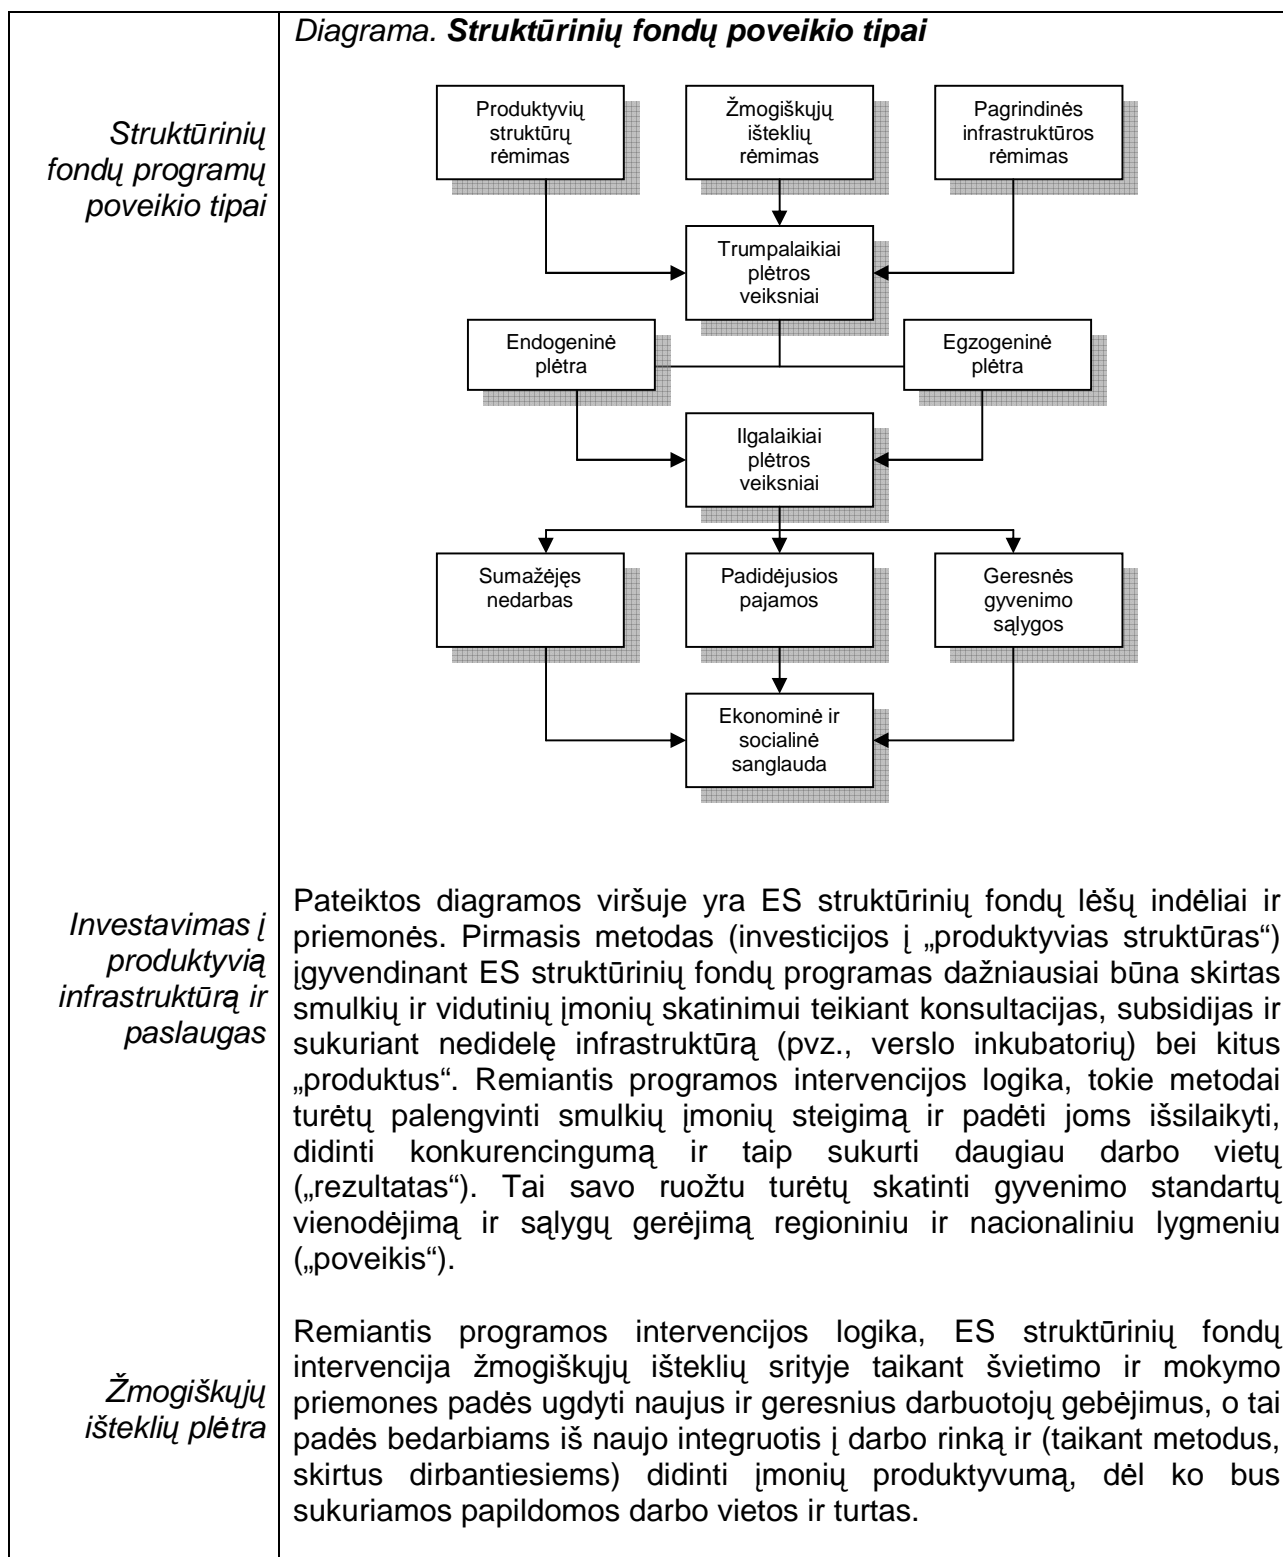 Diagrama. Struktūrinių fondų poveikio tipai
Struktūrinių
fondų programų
poveikio tipai
Produktyvių
struktūrų
rėmimas
Žmogiškųjų
išteklių
rėmimas
Pagrindinės
infrastruktūros
rėmimas
Trumpalaikiai
plėtros
veiksniai
Endogeninė
plėtra
Egzogeninė
plėtra
Ilgalaikiai
plėtros
veiksniai
Sumažėjęs
nedarbas
Padidėjusios
pajamos
Geresnės
gyvenimo
sąlygos
Ekonominė ir
socialinė
sanglauda
Investavimas į
produktyvią
infrastruktūrą ir
paslaugas
Pateiktos diagramos viršuje yra ES struktūrinių fondų lėšų indėliai ir
priemonės. Pirmasis metodas (investicijos į „produktyvias struktūras“)
įgyvendinant ES struktūrinių fondų programas dažniausiai būna skirtas
smulkių ir vidutinių įmonių skatinimui teikiant konsultacijas, subsidijas ir
sukuriant nedidelę infrastruktūrą (pvz., verslo inkubatorių) bei kitus
„produktus“. Remiantis programos intervencijos logika, tokie metodai
turėtų palengvinti smulkių įmonių steigimą ir padėti joms išsilaikyti,
didinti konkurencingumą ir taip sukurti daugiau darbo vietų
(„rezultatas“). Tai savo ruožtu turėtų skatinti gyvenimo standartų
vienodėjimą ir sąlygų gerėjimą regioniniu ir nacionaliniu lygmeniu
(„poveikis“).
Žmogiškųjų
išteklių plėtra
Remiantis programos intervencijos logika, ES struktūrinių fondų
intervencija žmogiškųjų išteklių srityje taikant švietimo ir mokymo
priemones padės ugdyti naujus ir geresnius darbuotojų gebėjimus, o tai
padės bedarbiams iš naujo integruotis į darbo rinką ir (taikant metodus,
skirtus dirbantiesiems) didinti įmonių produktyvumą, dėl ko bus
sukuriamos papildomos darbo vietos ir turtas.